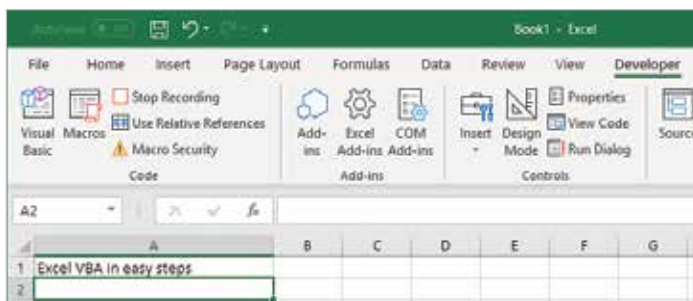 Book1 - Excel
File Home Insert Page Layout Formulas Data Review View Developer
Visual Basic
Macros
Stop Recording
Use Relative References
Macro Security
Code
Add-ins
Excel Add-ins
COM Add-ins
Add-ins
Insert
Design Mode
Properties
View Code
Run Dialog
Controls
Source
A2 fx
A B C D E F G
1 Excel VBA in easy steps
2